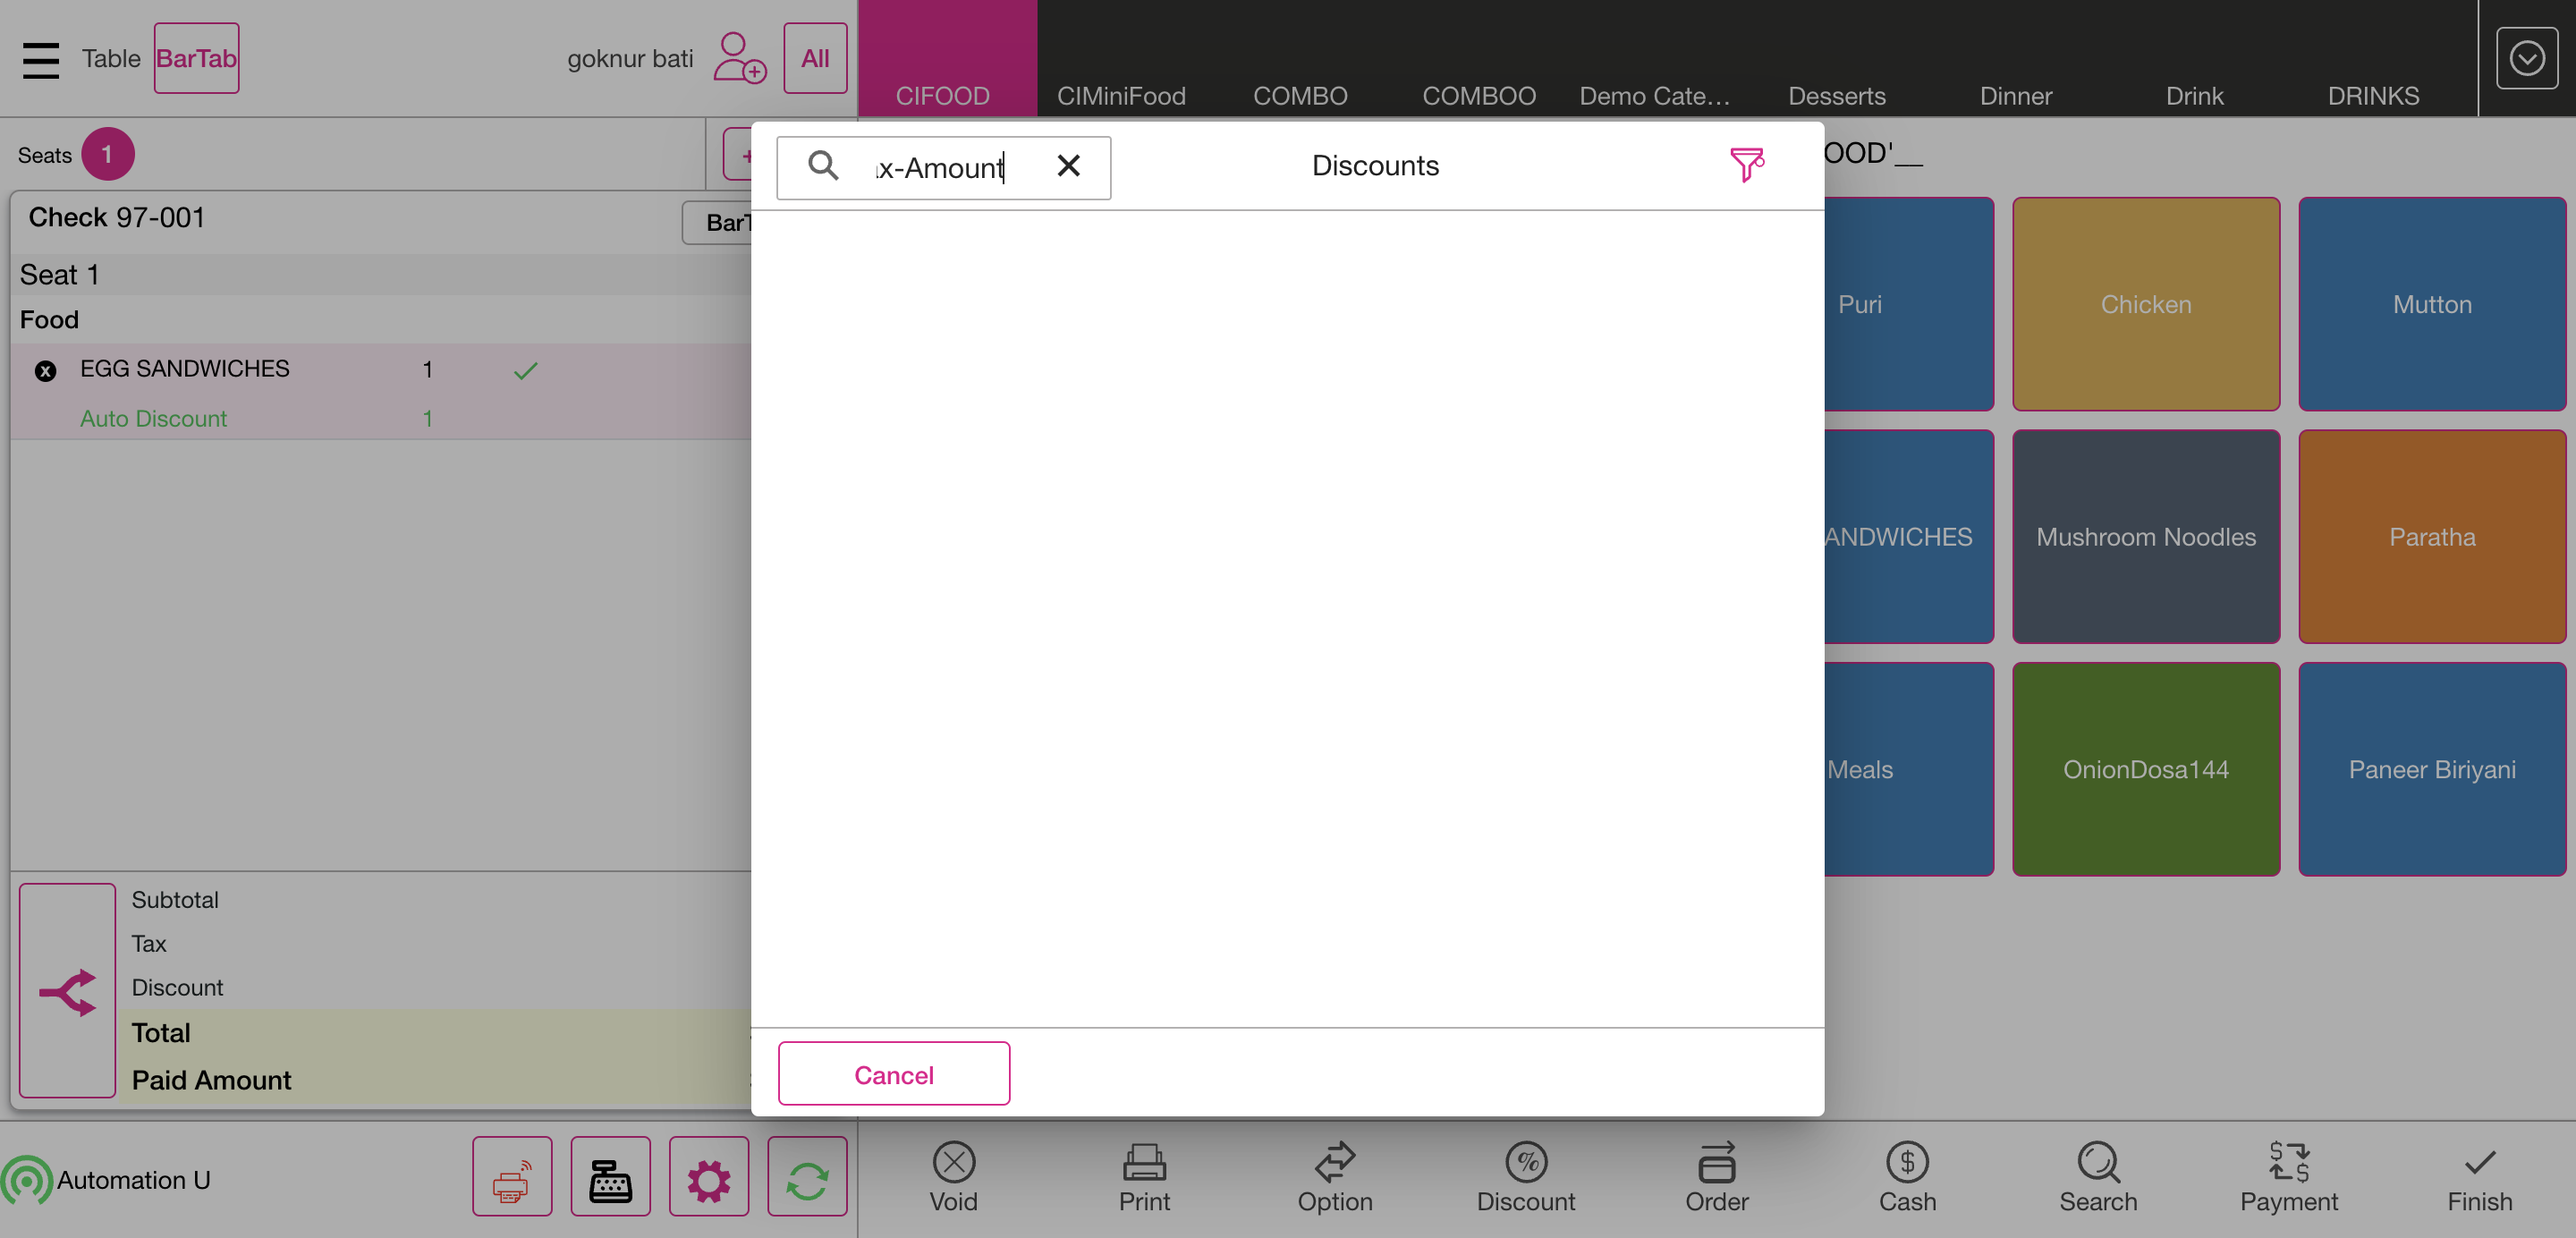 Table
BarTab
goknur bati
All
CIFOOD
CIMiniFood
COMBO
COMBOO
Demo Cate...
Desserts
Dinner
Drink
DRINKS
Seats
1
x-Amount
Discounts
OOD'__
Check 97-001
BarT
Seat 1
Food
EGG SANDWICHES 1
Auto Discount 1
Puri
Chicken
Mutton
ANDWICHES
Mushroom Noodles
Paratha
Meals
OnionDosa144
Paneer Biriyani
Subtotal
Tax
Discount
Total
Paid Amount
Cancel
Automation U
Void
Print
Option
Discount
Order
Cash
Search
Payment
Finish